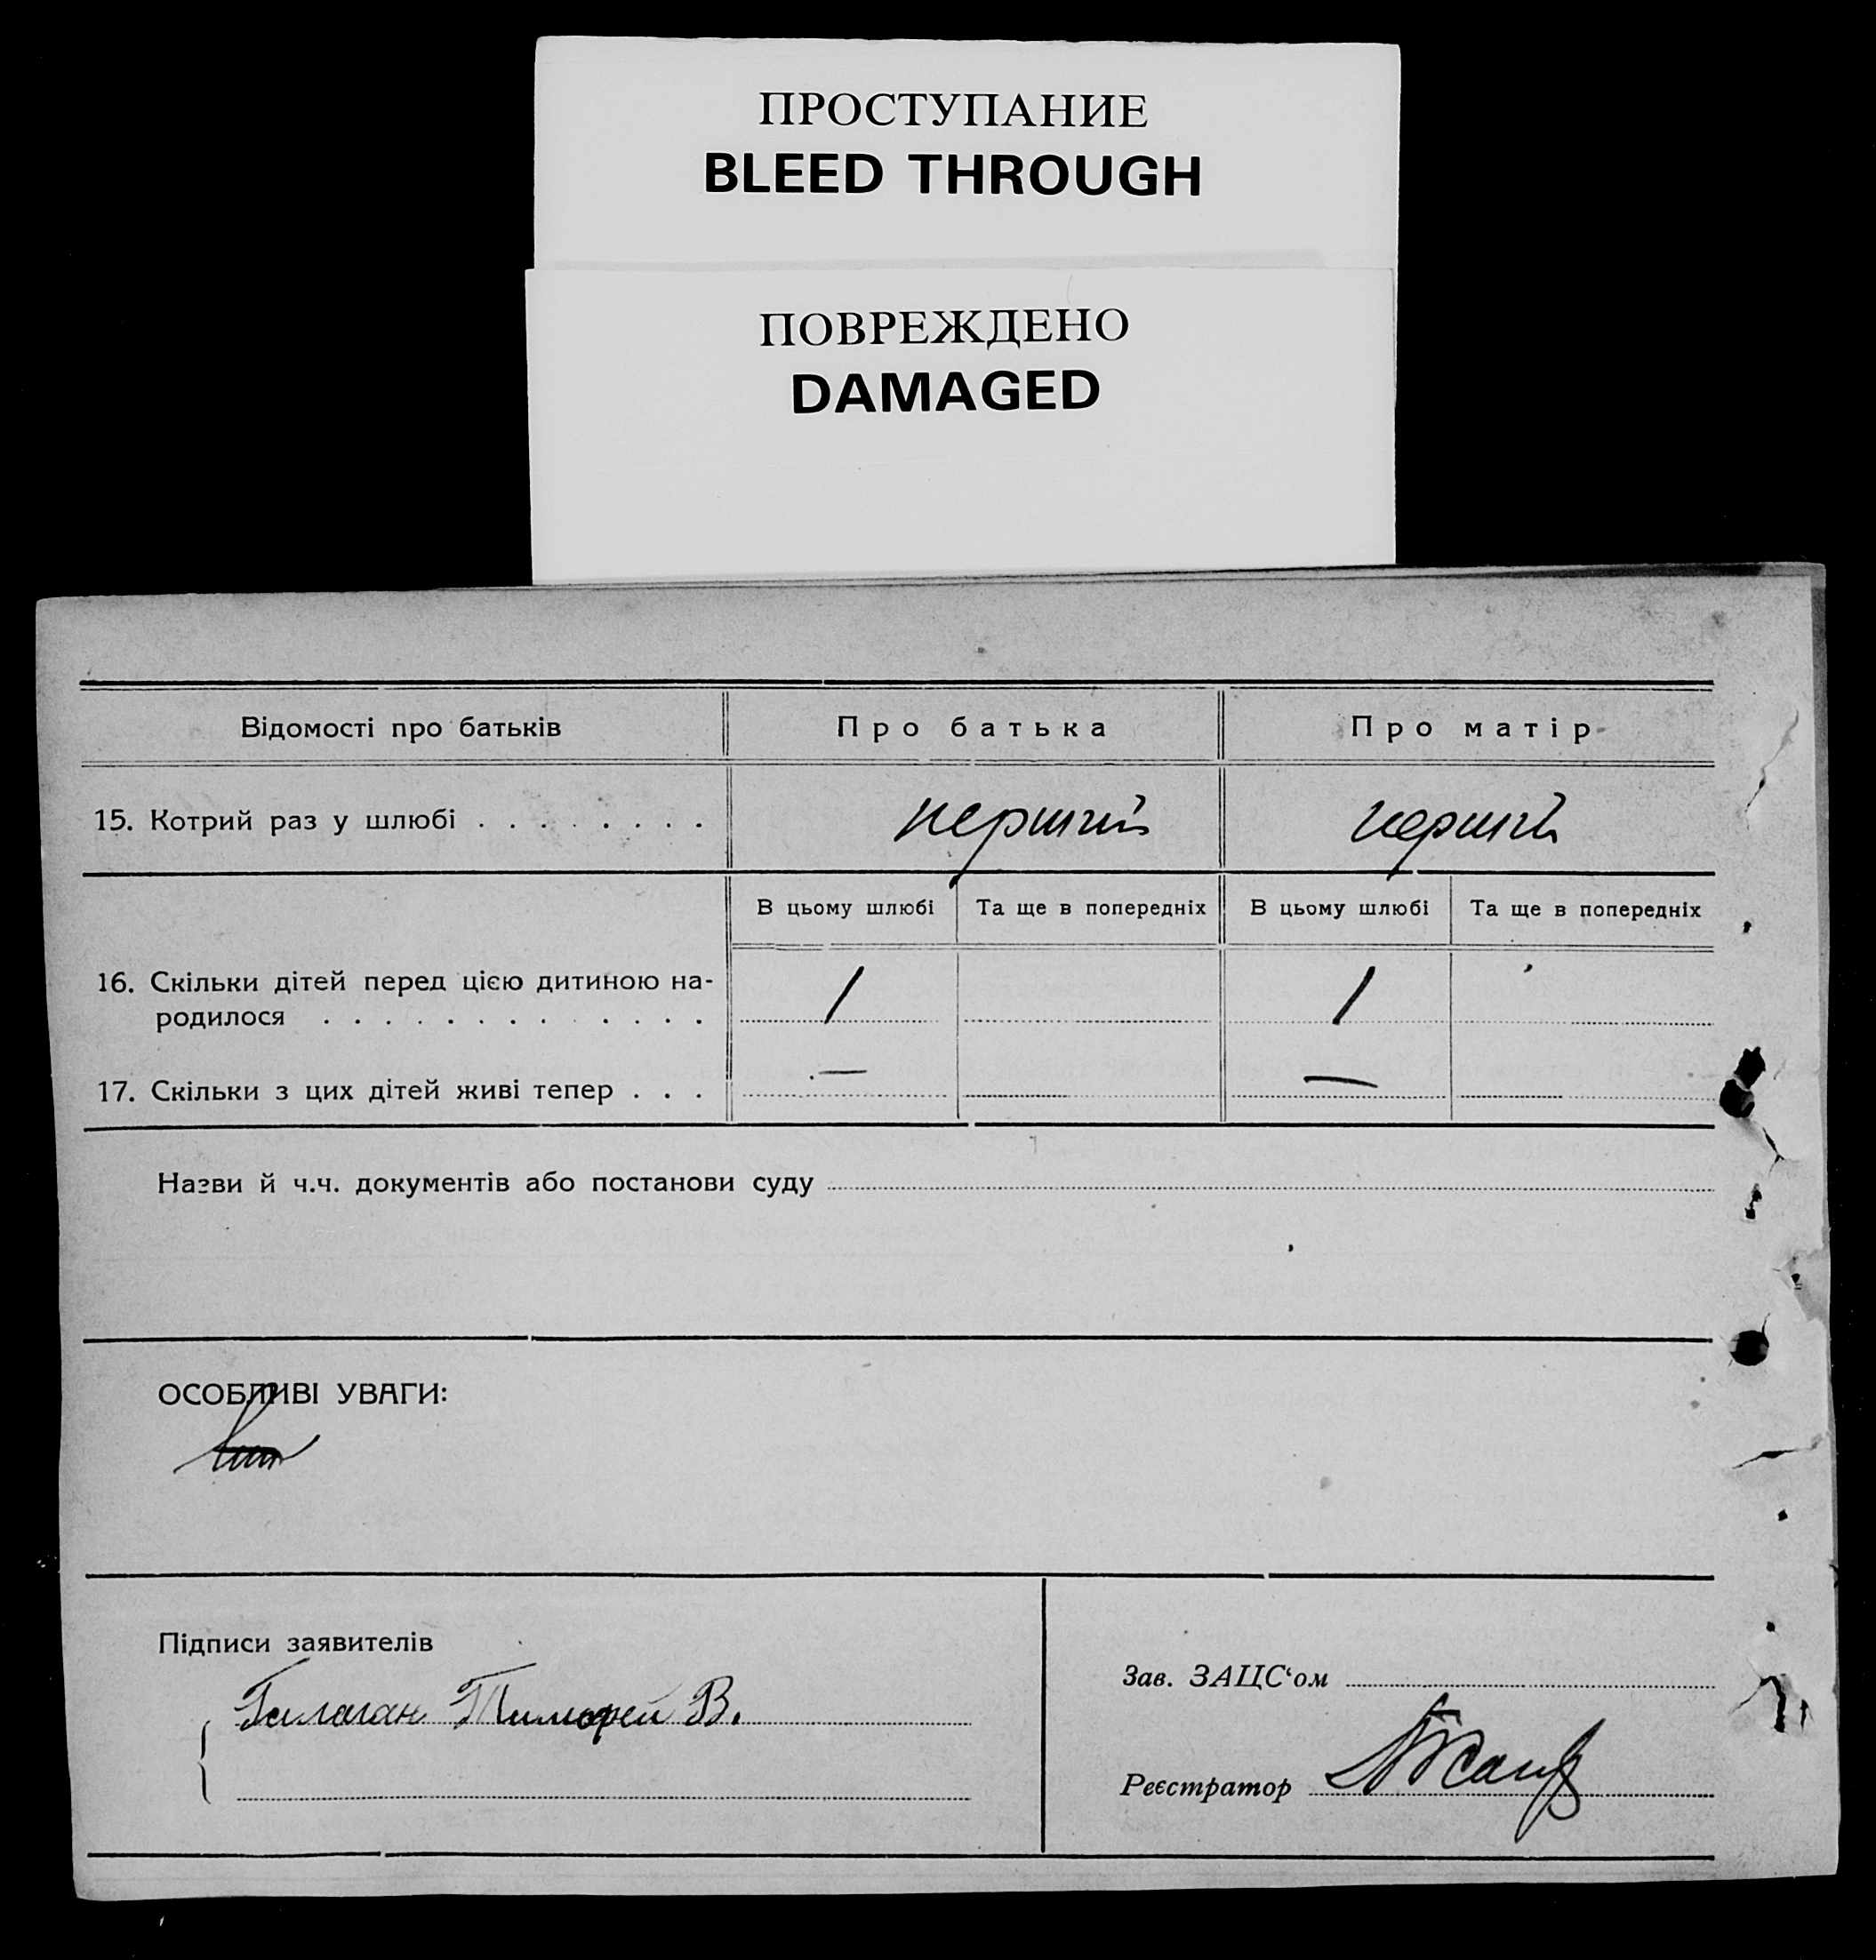 ПРОСТУПАНИЕ
BLEED THROUGH
ПОВРЕЖДЕНО
DAMAGED
Відомості про батьків Про батька Про матір
15. Котрий раз у шлюбі . . . . . . . . перший перший
В цьому шлюбі Та ще в попередніх В цьому шлюбі Та ще в попередніх
16. Скільки дітей перед цією дитиною на-
родилося . . . . . . . . . . . . . 1 1
17. Скільки з цих дітей живі тепер . . . — —
Назви й ч.ч. документів або постанови суду
ОСОБЛИВІ УВАГИ:
Підписи заявителів
Галаган Тимофей В.
Зав. ЗАЦС‘ом
Реєстратор